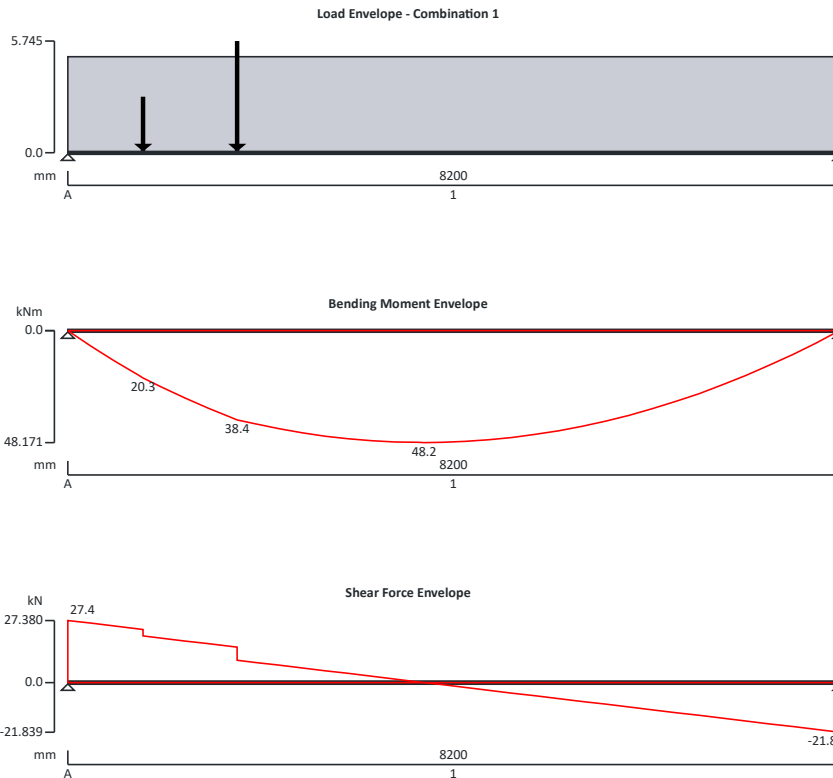 Load Envelope - Combination 1
5.745
0.0
mm 8200
A 1
Bending Moment Envelope
kNm
0.0
20.3
38.4
48.171
48.2
mm 8200
A 1
Shear Force Envelope
kN
27.4
27.380
0.0
-21.839
-21.8
mm 8200
A 1